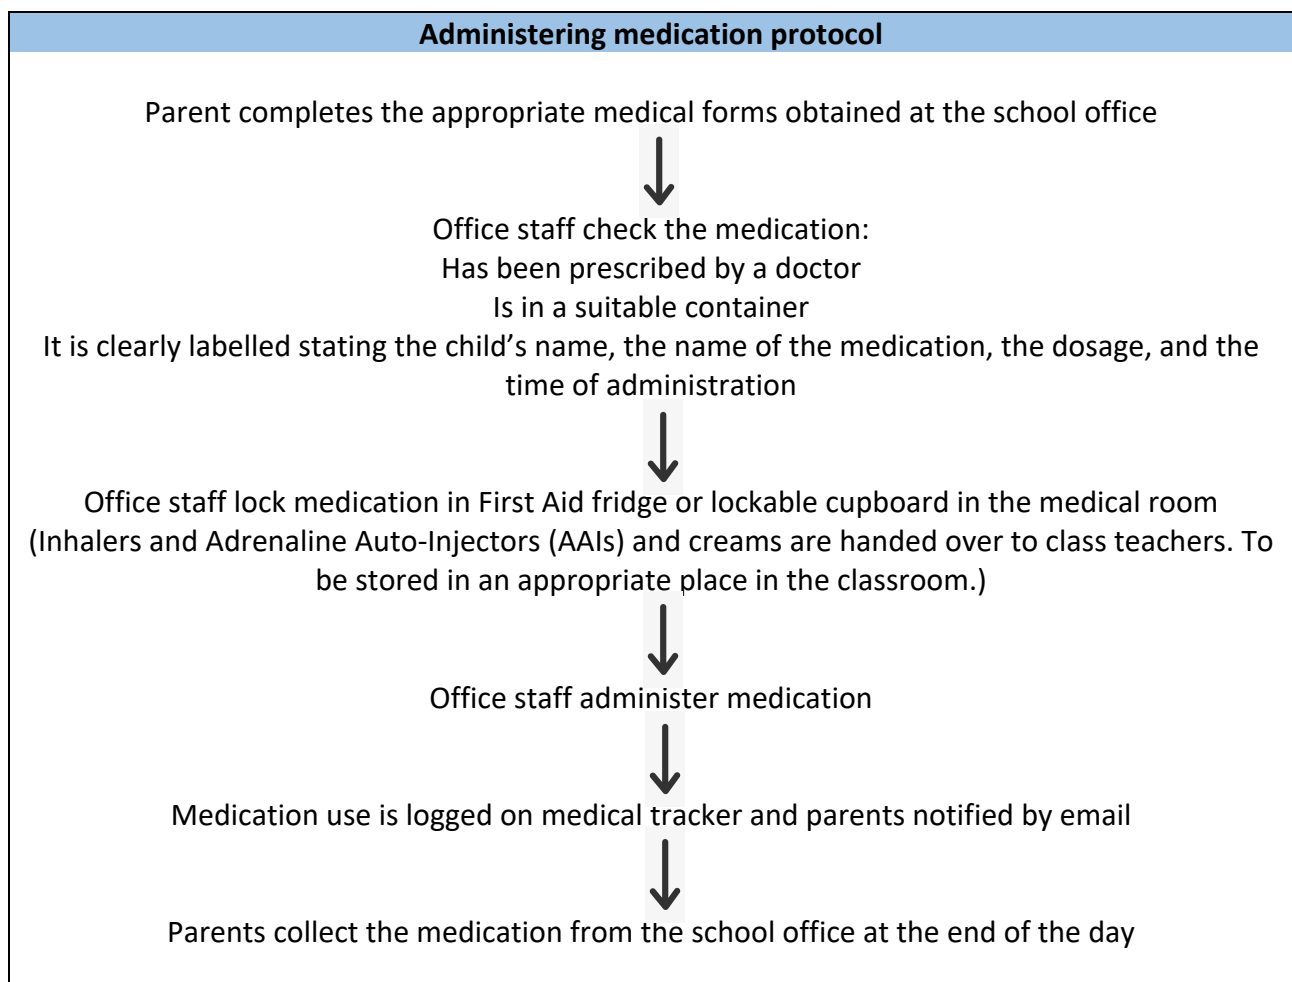 Administering medication protocol
Parent completes the appropriate medical forms obtained at the school office
Office staff check the medication:
Has been prescribed by a doctor
Is in a suitable container
It is clearly labelled stating the child’s name, the name of the medication, the dosage, and the
time of administration
Office staff lock medication in First Aid fridge or lockable cupboard in the medical room
(Inhalers and Adrenaline Auto-Injectors (AAIs) and creams are handed over to class teachers. To
be stored in an appropriate place in the classroom.)
Office staff administer medication
Medication use is logged on medical tracker and parents notified by email
Parents collect the medication from the school office at the end of the day